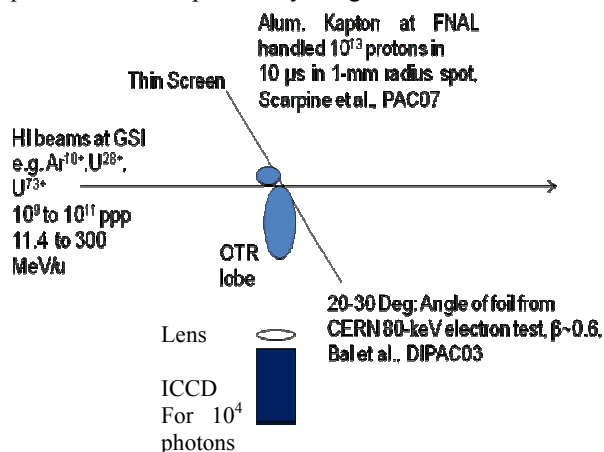 Alum. Kapton at FNAL
handled 10¹³ protons in
10 µs in 1-mm radius spot,
Scarpine et al., PAC07
Thin Screen
HI beams at GSI
e.g. Ar¹⁰⁺,U²⁸⁺,
U⁷³⁺
10⁹ to 10¹¹ ppp
11.4 to 300
MeV/u
OTR
lobe
20-30 Deg: Angle of foil from
CERN 80-keV electron test, β~0.6,
Bal et al., DIPAC03
Lens
ICCD
For 10⁴
photons